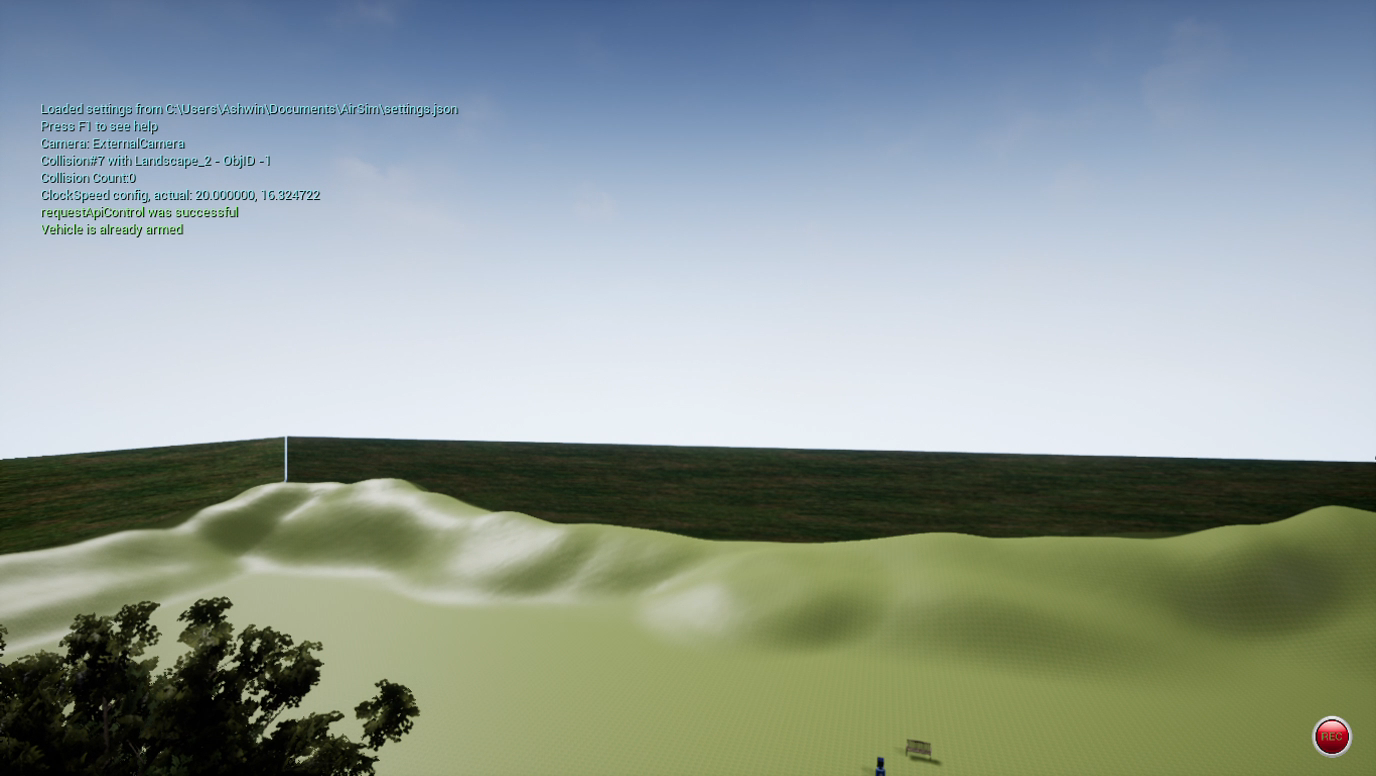 Loaded settings from C:\Users\Ashwin\Documents\AirSim\settings.json
Press F1 to see help
Camera: ExternalCamera
Collision#7 with Landscape_2 - ObjID -1
Collision Count:0
ClockSpeed config, actual: 20.000000, 16.324722
requestApiControl was successful
Vehicle is already armed
REC